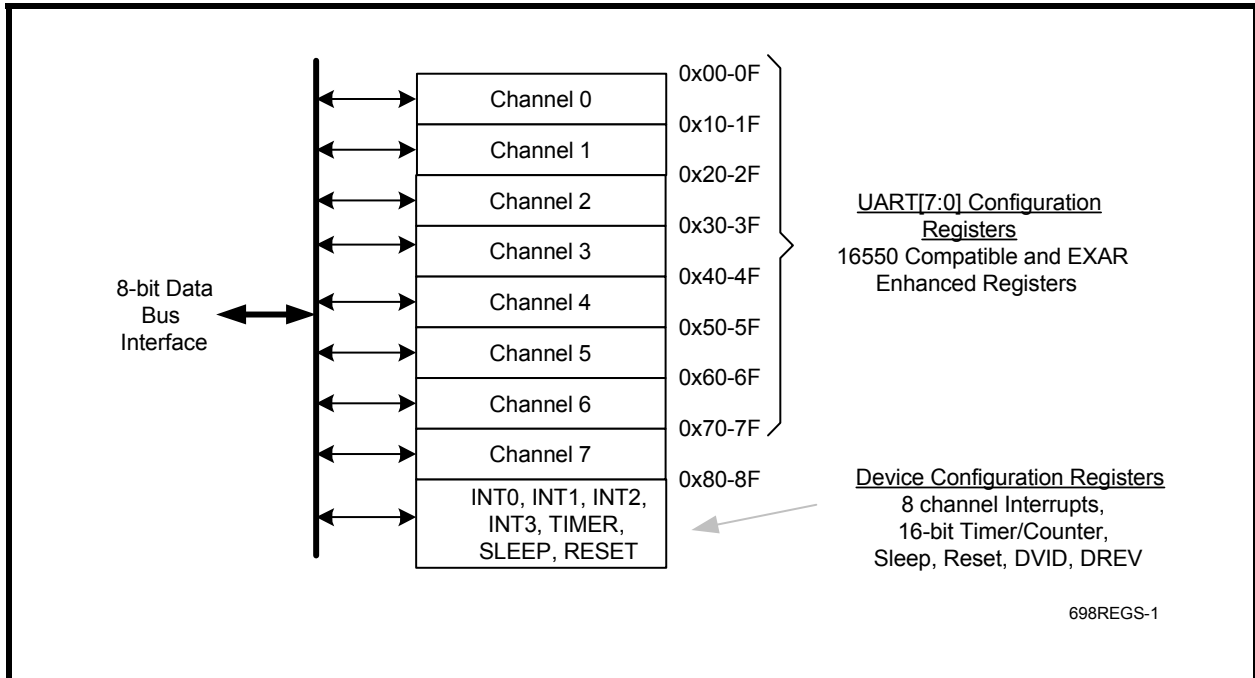 8-bit Data
Bus
Interface
Channel 0
Channel 1
Channel 2
Channel 3
Channel 4
Channel 5
Channel 6
Channel 7
INT0, INT1, INT2,
INT3, TIMER,
SLEEP, RESET
0x00-0F
0x10-1F
0x20-2F
0x30-3F
0x40-4F
0x50-5F
0x60-6F
0x70-7F
0x80-8F
UART[7:0] Configuration
Registers
16550 Compatible and EXAR
Enhanced Registers
Device Configuration Registers
8 channel Interrupts,
16-bit Timer/Counter,
Sleep, Reset, DVID, DREV
698REGS-1